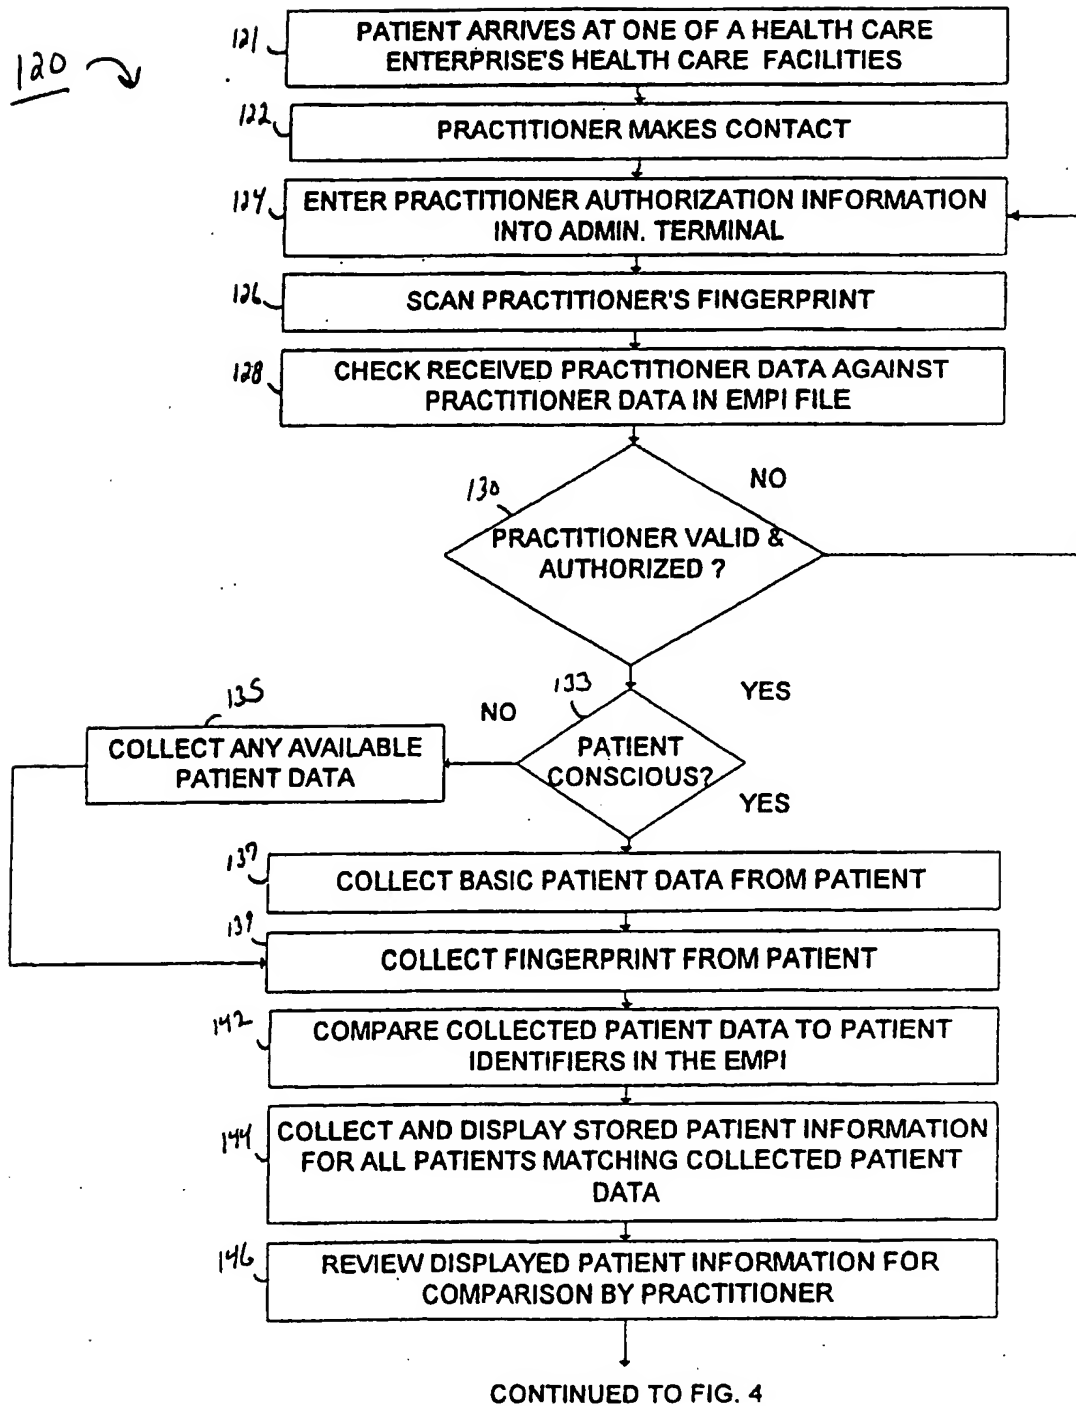 120
121
PATIENT ARRIVES AT ONE OF A HEALTH CARE
ENTERPRISE'S HEALTH CARE FACILITIES
122
PRACTITIONER MAKES CONTACT
124
ENTER PRACTITIONER AUTHORIZATION INFORMATION
INTO ADMIN. TERMINAL
126
SCAN PRACTITIONER'S FINGERPRINT
128
CHECK RECEIVED PRACTITIONER DATA AGAINST
PRACTITIONER DATA IN EMPI FILE
130
NO
PRACTITIONER VALID &
AUTHORIZED ?
YES
133
NO
135
COLLECT ANY AVAILABLE
PATIENT DATA
PATIENT
CONSCIOUS?
YES
137
COLLECT BASIC PATIENT DATA FROM PATIENT
139
COLLECT FINGERPRINT FROM PATIENT
142
COMPARE COLLECTED PATIENT DATA TO PATIENT
IDENTIFIERS IN THE EMPI
144
COLLECT AND DISPLAY STORED PATIENT INFORMATION
FOR ALL PATIENTS MATCHING COLLECTED PATIENT
DATA
146
REVIEW DISPLAYED PATIENT INFORMATION FOR
COMPARISON BY PRACTITIONER
CONTINUED TO FIG. 4